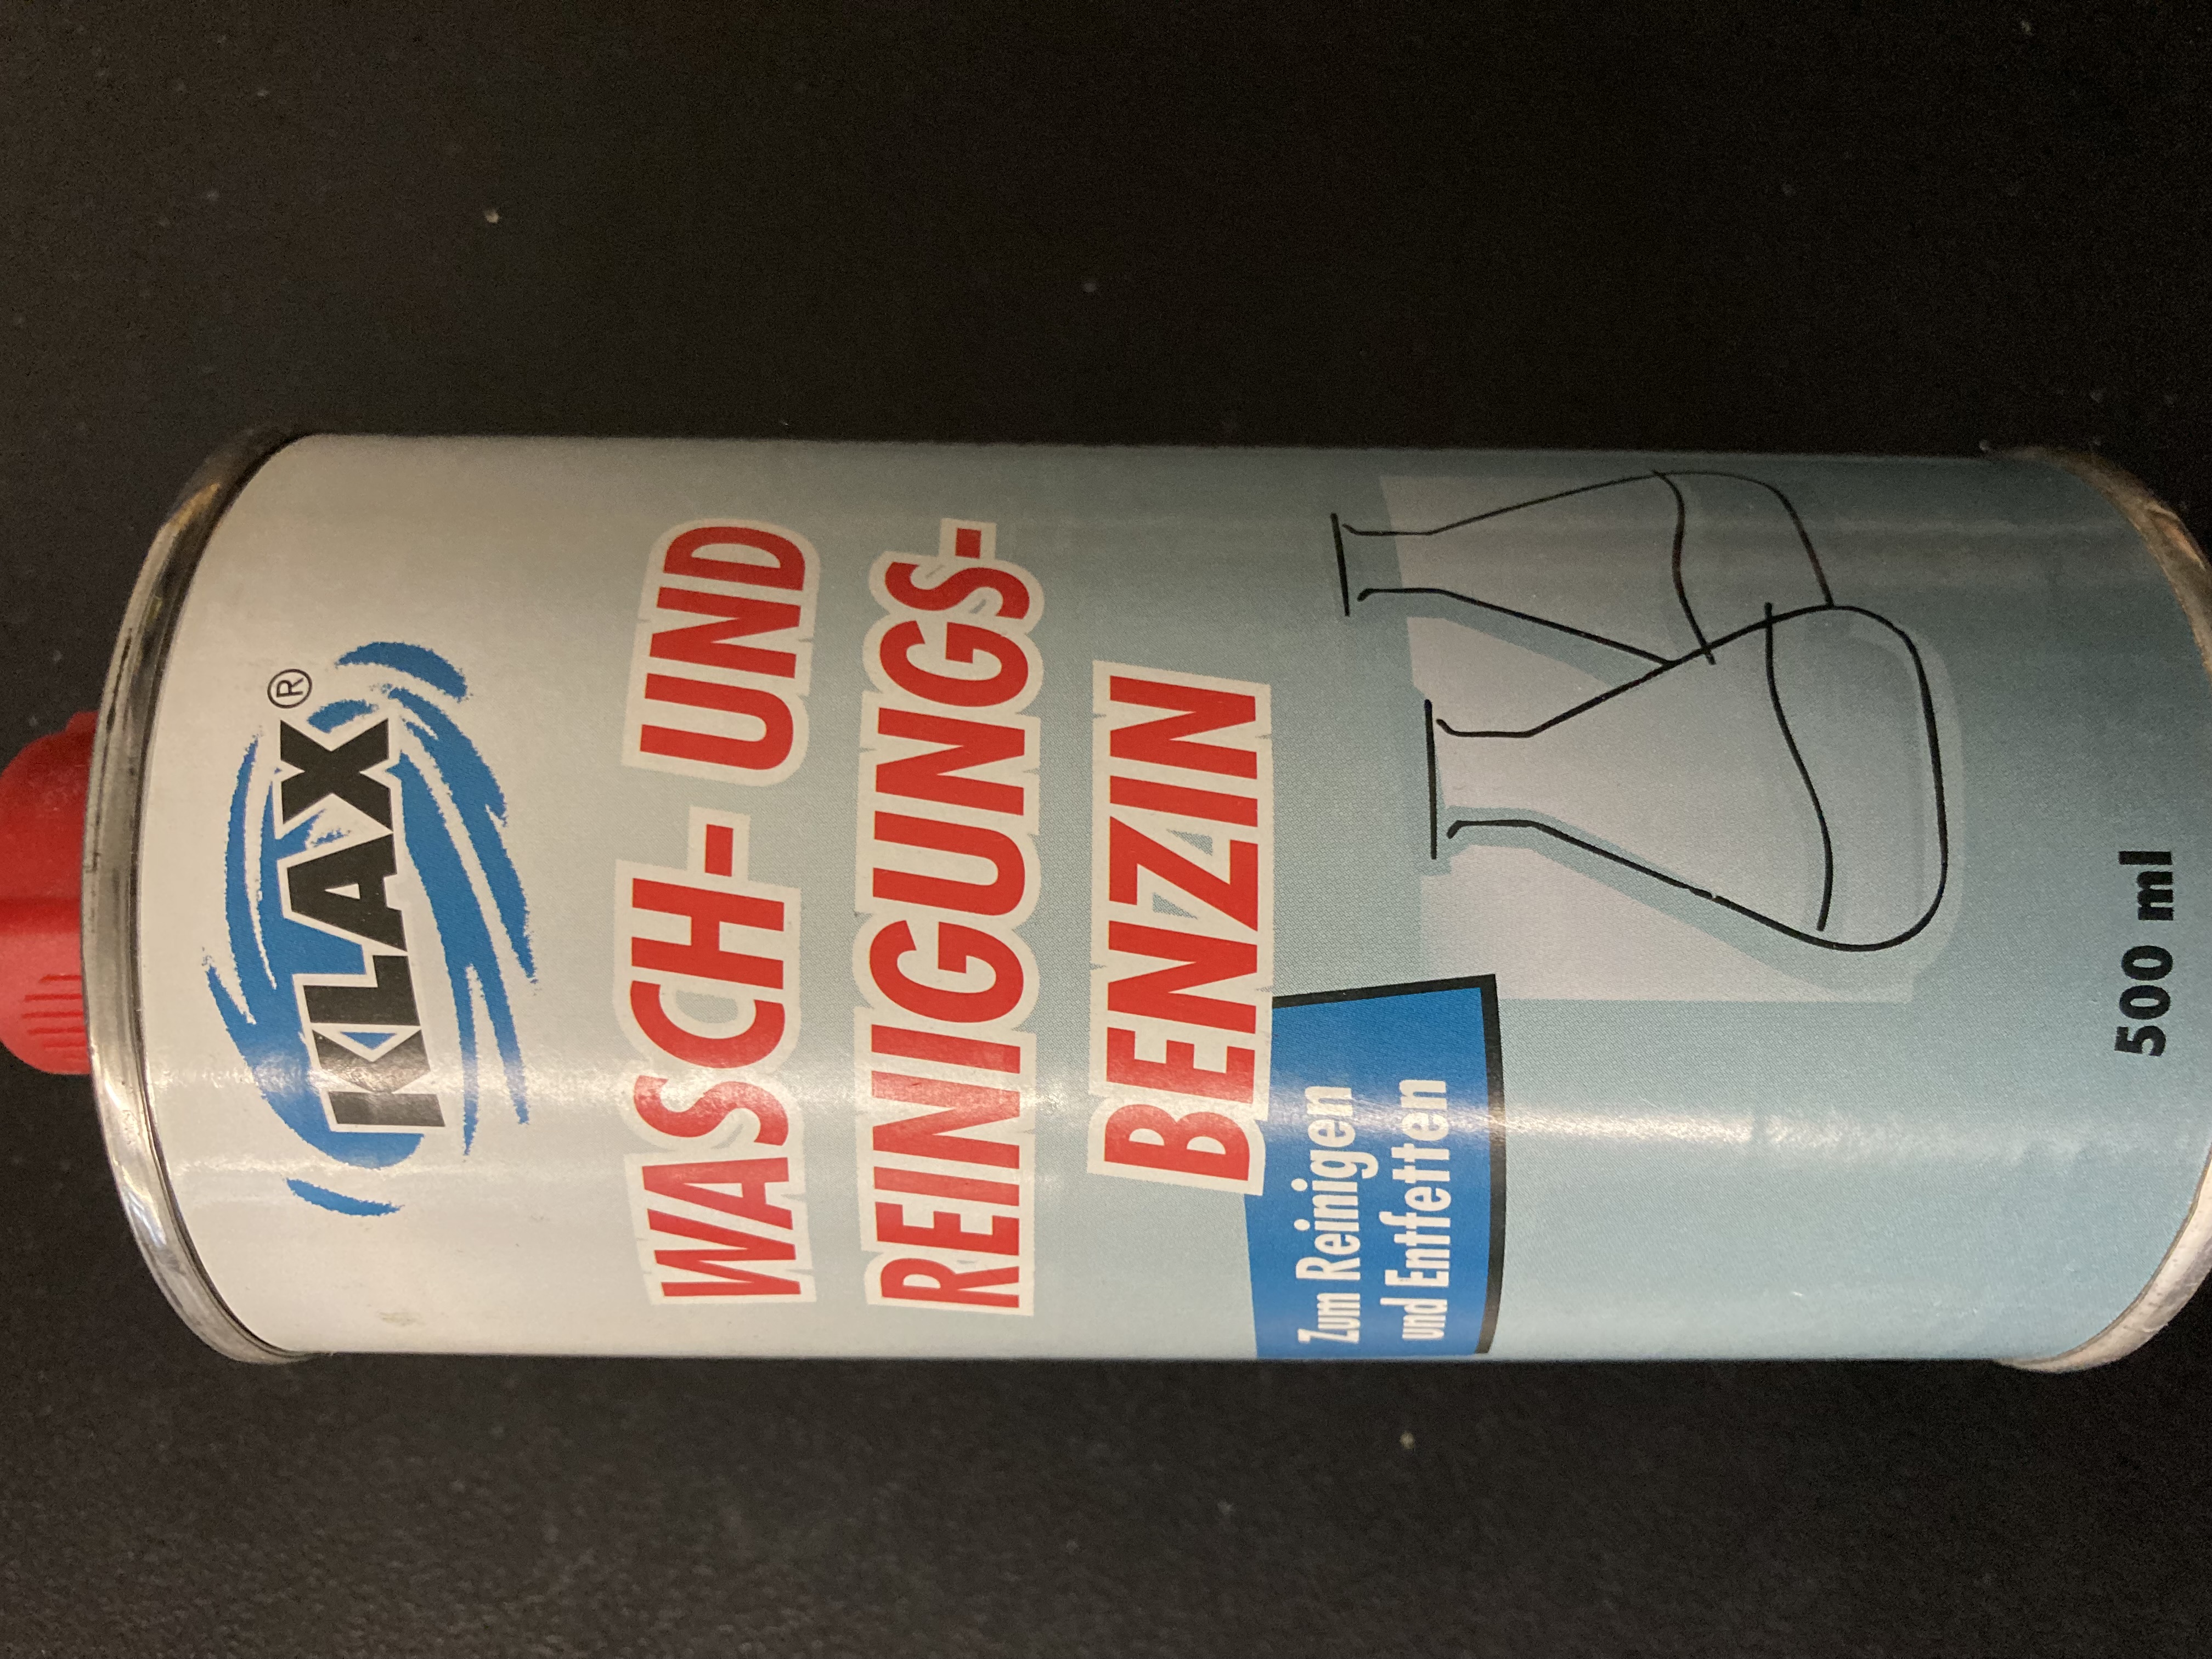 KLAX®
WASCH- UND
REINIGUNGS-
BENZIN
Zum Reinigen
und Entfetten
500 ml